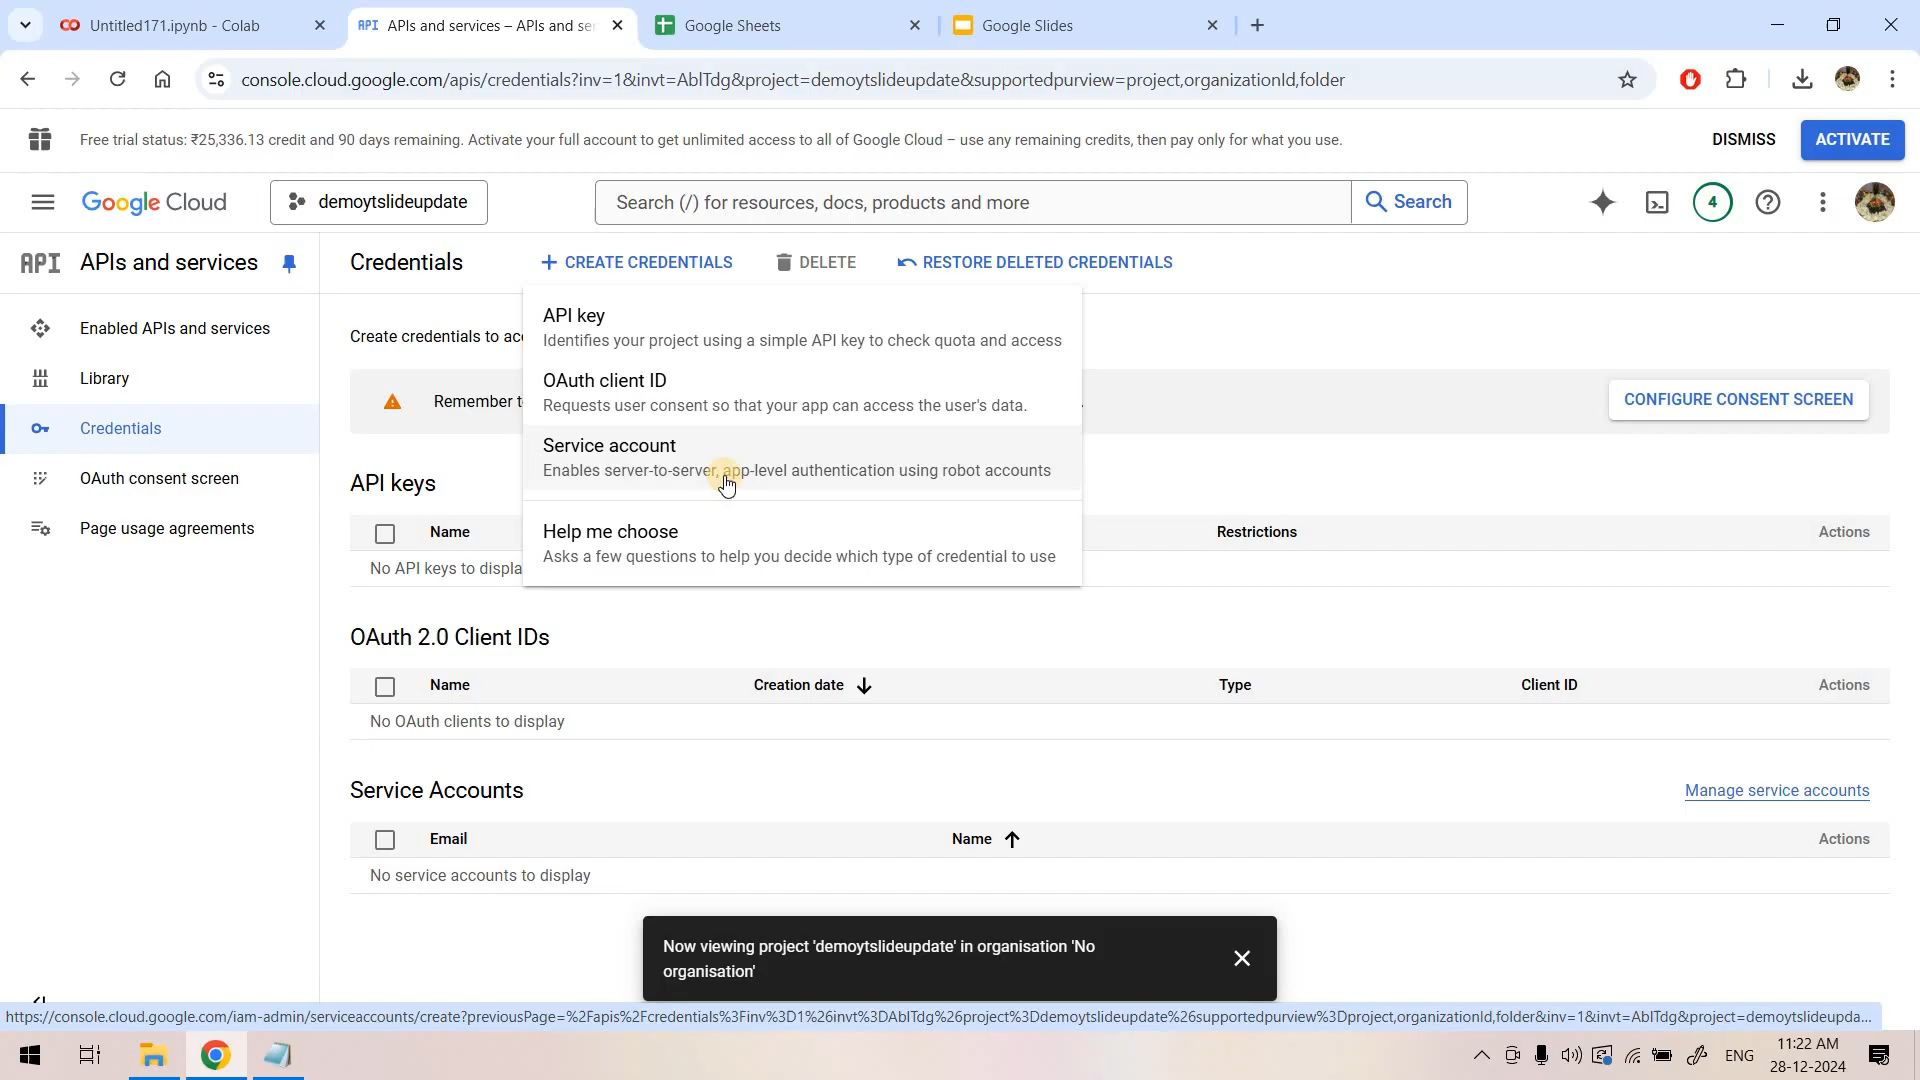 Untitled171.ipynb - Colab
API APIs and services – APIs and ser
Google Sheets
Google Slides
console.cloud.google.com/apis/credentials?inv=1&invt=AblTdg&project=demoytslideupdate&supportedpurview=project,organizationId,folder
Free trial status: ₹25,336.13 credit and 90 days remaining. Activate your full account to get unlimited access to all of Google Cloud – use any remaining credits, then pay only for what you use.
DISMISS
ACTIVATE
Google Cloud
demoytslideupdate
Search (/) for resources, docs, products and more
Search
4
API APIs and services
Credentials
+ CREATE CREDENTIALS
DELETE
RESTORE DELETED CREDENTIALS
Enabled APIs and services
Library
Credentials
OAuth consent screen
Page usage agreements
API key
Identifies your project using a simple API key to check quota and access
OAuth client ID
Requests user consent so that your app can access the user's data.
Service account
Enables server-to-server, app-level authentication using robot accounts
Help me choose
Asks a few questions to help you decide which type of credential to use
Create credentials to
Remember
CONFIGURE CONSENT SCREEN
API keys
Name
Restrictions
Actions
No API keys to displa
OAuth 2.0 Client IDs
Name
Creation date
Type
Client ID
Actions
No OAuth clients to display
Service Accounts
Manage service accounts
Email
Name
Actions
No service accounts to display
Now viewing project 'demoytslideupdate' in organisation 'No
organisation'
https://console.cloud.google.com/iam-admin/serviceaccounts/create?previousPage=%2Fapis%2Fcredentials%3Finv%3D1%26invt%3DAblTdg%26project%3Ddemoytslideupdate%26supportedpurview%3Dproject,organizationId,folder&inv=1&invt=AblTdg&project=demoytslideupda...
ENG
11:22 AM
28-12-2024